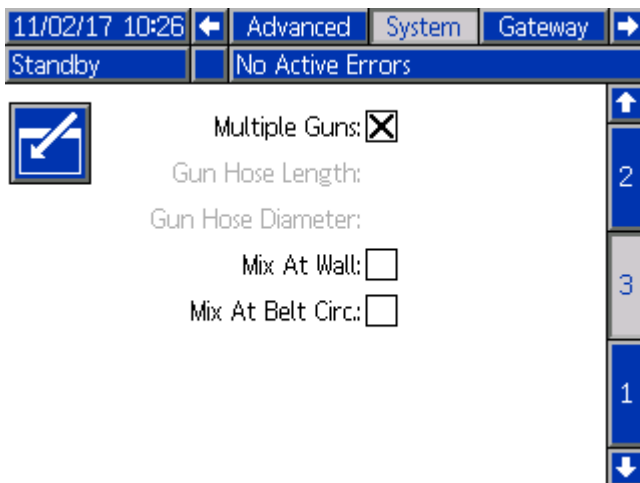 11/02/17 10:26 Advanced System Gateway
Standby No Active Errors
Multiple Guns:
Gun Hose Length:
Gun Hose Diameter:
Mix At Wall:
Mix At Belt Circ.:
2
3
1